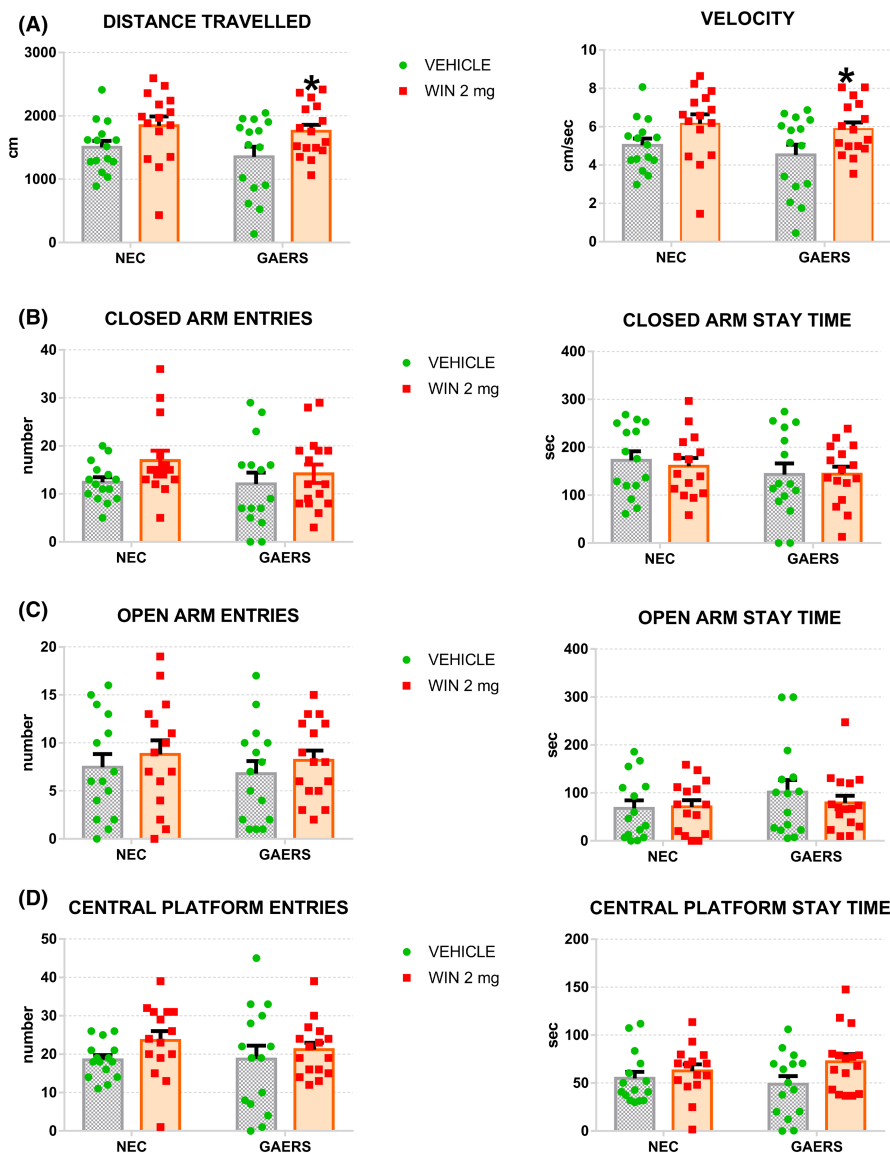 (A)
DISTANCE TRAVELLED
3000
2000
1000
0
cm
NEC
GAERS
*
VEHICLE
WIN 2 mg
VELOCITY
10
8
6
4
2
0
cm/sec
NEC
GAERS
*
(B)
CLOSED ARM ENTRIES
40
30
20
10
0
number
NEC
GAERS
VEHICLE
WIN 2 mg
CLOSED ARM STAY TIME
400
300
200
100
0
sec
NEC
GAERS
(C)
OPEN ARM ENTRIES
20
15
10
5
0
number
NEC
GAERS
VEHICLE
WIN 2 mg
OPEN ARM STAY TIME
400
300
200
100
0
sec
NEC
GAERS
(D)
CENTRAL PLATFORM ENTRIES
50
40
30
20
10
0
number
NEC
GAERS
VEHICLE
WIN 2 mg
CENTRAL PLATFORM STAY TIME
200
150
100
50
0
sec
NEC
GAERS